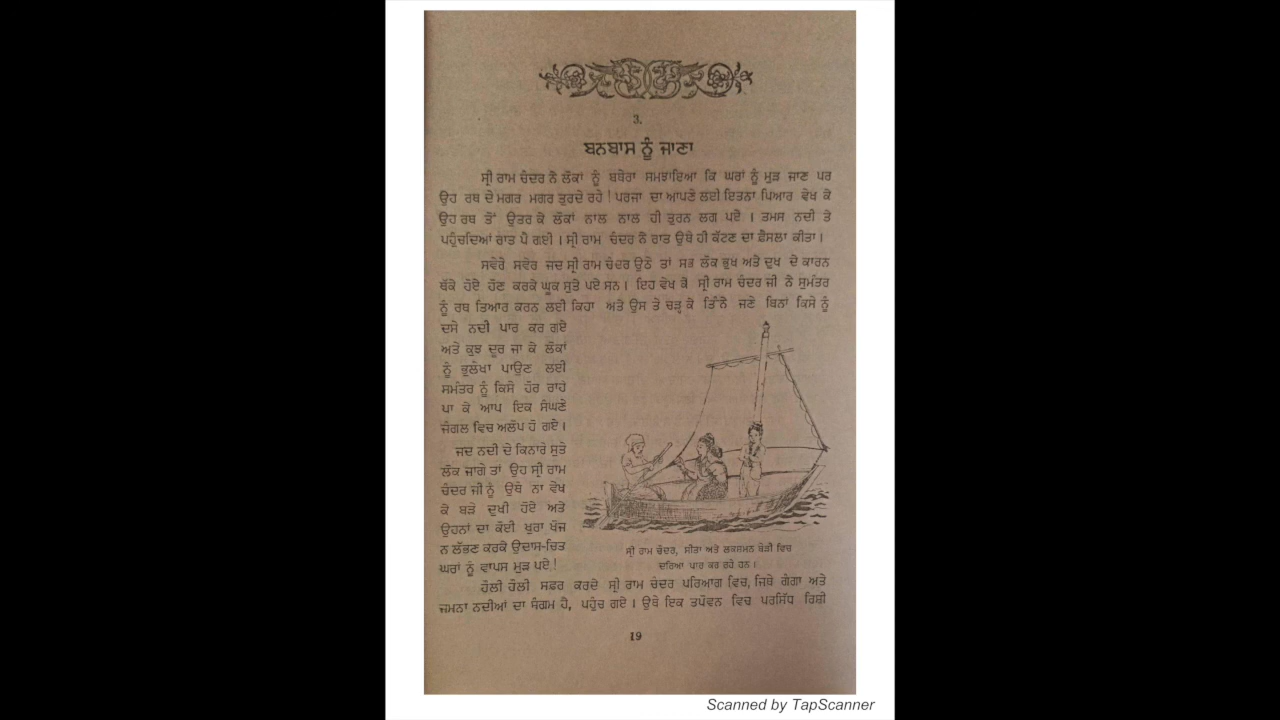 3.
ਬਨਬਾਸ ਨੂੰ ਜਾਣਾ
ਸ੍ਰੀ ਰਾਮ ਚੰਦਰ ਨੇ ਲੋਕਾਂ ਨੂੰ ਬਥੇਰਾ ਸਮਝਾਇਆ ਕਿ ਘਰਾਂ ਨੂੰ ਮੁੜ ਜਾਣ ਪਰ
ਉਹ ਰਥ ਦੇ ਮਗਰ ਮਗਰ ਤੁਰਦੇ ਰਹੇ ! ਪਰਜਾ ਦਾ ਆਪਣੇ ਲਈ ਇਤਨਾ ਪਿਆਰ ਵੇਖ ਕੇ
ਉਹ ਰਥ ਤੋਂ ਉਤਰ ਕੇ ਲੋਕਾਂ ਨਾਲ ਨਾਲ ਹੀ ਤੁਰਨ ਲਗ ਪਏ । ਤਮਸ ਨਦੀ ਤੇ
ਪਹੁੰਚਦਿਆਂ ਰਾਤ ਪੈ ਗਈ । ਸ੍ਰੀ ਰਾਮ ਚੰਦਰ ਨੇ ਰਾਤ ਉਥੇ ਹੀ ਕੱਟਣ ਦਾ ਫ਼ੈਸਲਾ ਕੀਤਾ ।
ਸਵੇਰੇ ਸਵੇਰ ਜਦ ਸ੍ਰੀ ਰਾਮ ਚੰਦਰ ਉਠੇ ਤਾਂ ਸਭ ਲੋਕ ਭੁਖ ਅਤੇ ਦੁਖ ਦੇ ਕਾਰਨ
ਥੱਕੇ ਹੋਏ ਹੋਣ ਕਰਕੇ ਘੂਕ ਸੁਤੇ ਪਏ ਸਨ । ਇਹ ਵੇਖ ਕੇ ਸ੍ਰੀ ਰਾਮ ਚੰਦਰ ਜੀ ਨੇ ਸੁਮੰਤਰ
ਨੂੰ ਰਥ ਤਿਆਰ ਕਰਨ ਲਈ ਕਿਹਾ ਅਤੇ ਉਸ ਤੇ ਚੜ੍ਹ ਕੇ ਤਿੰਨੇ ਜਣੇ ਬਿਨਾਂ ਕਿਸੇ ਨੂੰ
ਦਸੇ ਨਦੀ ਪਾਰ ਕਰ ਗਏ
ਅਤੇ ਕੁਝ ਦੂਰ ਜਾ ਕੇ ਲੋਕਾਂ
ਨੂੰ ਭੁਲੇਖਾ ਪਾਉਣ ਲਈ
ਸਮੰਤਰ ਨੂੰ ਕਿਸੇ ਹੋਰ ਰਾਹੇ
ਪਾ ਕੇ ਆਪ ਇਕ ਸੰਘਣੇ
ਜੰਗਲ ਵਿਚ ਅਲੋਪ ਹੋ ਗਏ ।
ਜਦ ਨਦੀ ਦੇ ਕਿਨਾਰੇ ਸੁਤੇ
ਲੋਕ ਜਾਗੇ ਤਾਂ ਉਹ ਸ੍ਰੀ ਰਾਮ
ਚੰਦਰ ਜੀ ਨੂੰ ਉਥੇ ਨਾ ਵੇਖ
ਕੇ ਬੜੇ ਦੁਖੀ ਹੋਏ ਅਤੇ
ਉਹਨਾਂ ਦਾ ਕੋਈ ਖੁਰਾ ਖੋਜ
ਨ ਲੱਭਣ ਕਰਕੇ ਉਦਾਸ-ਚਿਤ
ਘਰਾਂ ਨੂੰ ਵਾਪਸ ਮੁੜ ਪਏ !
ਸ੍ਰੀ ਰਾਮ ਚੰਦਰ, ਸੀਤਾ ਅਤੇ ਲਕਸ਼ਮਨ ਬੇੜੀ ਵਿਚ
ਦਰਿਆ ਪਾਰ ਕਰ ਰਹੇ ਹਨ ।
ਹੌਲੀ ਹੌਲੀ ਸਫ਼ਰ ਕਰਦੇ ਸ੍ਰੀ ਰਾਮ ਚੰਦਰ ਪਰਿਆਗ ਵਿਚ, ਜਿਥੇ ਗੰਗਾ ਅਤੇ
ਜਮਨਾ ਨਦੀਆਂ ਦਾ ਸੰਗਮ ਹੈ, ਪਹੁੰਚ ਗਏ । ਉਥੇ ਇਕ ਤਪੋਵਨ ਵਿਚ ਪਰਸਿੱਧ ਰਿਸ਼ੀ
19
Scanned by TapScanner